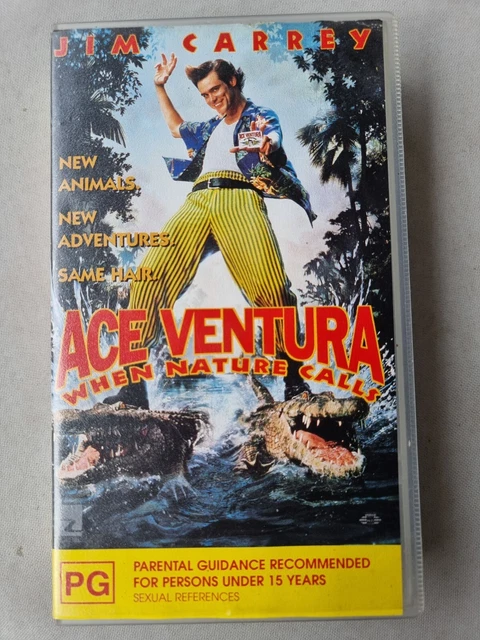 JIM CARREY
NEW
ANIMALS.
NEW
ADVENTURES.
SAME HAIR.
ACE VENTURA
WHEN NATURE CALLS
PG
PARENTAL GUIDANCE RECOMMENDED
FOR PERSONS UNDER 15 YEARS
SEXUAL REFERENCES